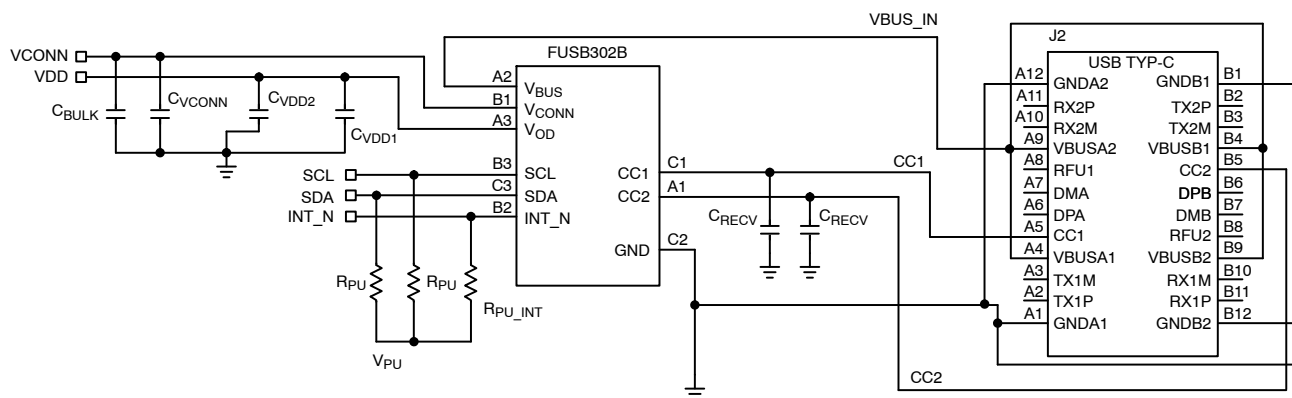 VBUS_IN
J2
FUSB302B
USB TYP-C
VCONN
VDD
CBULK
CVCONN
CVDD2
CVDD1
A2
VBUS
B1
VCONN
A3
VOD
SCL
B3
SCL
SDA
C3
SDA
INT_N
B2
INT_N
CC1
C1
CC1
CC2
A1
GND
C2
CRECV
CRECV
RPU
RPU
RPU_INT
VPU
CC2
A12
GNDA2
GNDB1
B1
A11
RX2P
TX2P
B2
A10
RX2M
TX2M
B3
A9
VBUSA2
VBUSB1
B4
A8
RFU1
CC2
B5
A7
DMA
DPB
B6
A6
DPA
DMB
B7
A5
CC1
RFU2
B8
A4
VBUSA1
VBUSB2
B9
A3
TX1M
RX1M
B10
A2
TX1P
RX1P
B11
A1
GNDA1
GNDB2
B12